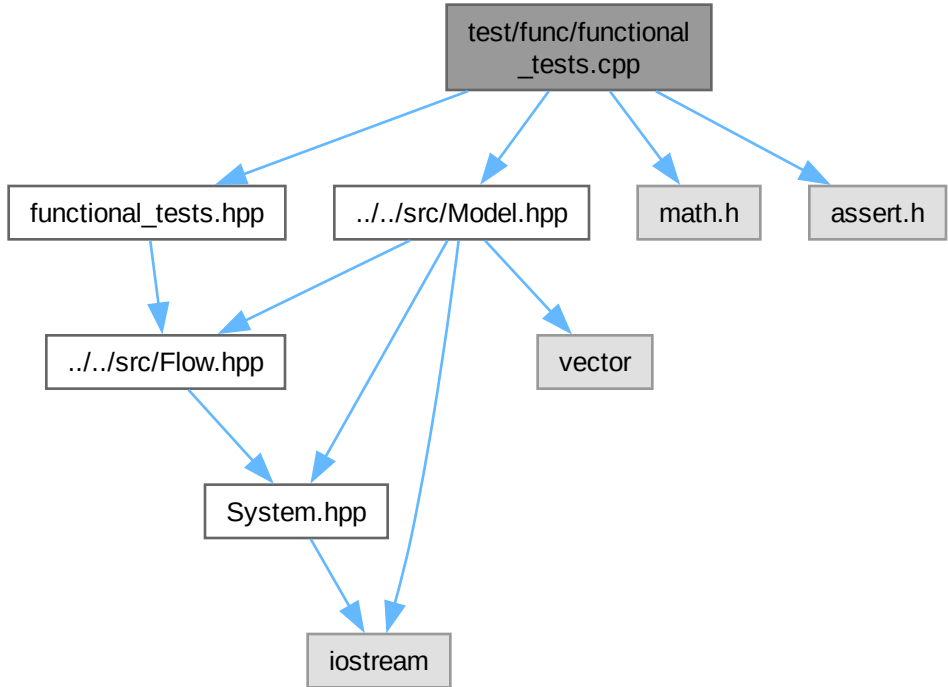 test/func/functional
_tests.cpp
functional_tests.hpp
../../src/Model.hpp
math.h
assert.h
../../src/Flow.hpp
vector
System.hpp
iostream